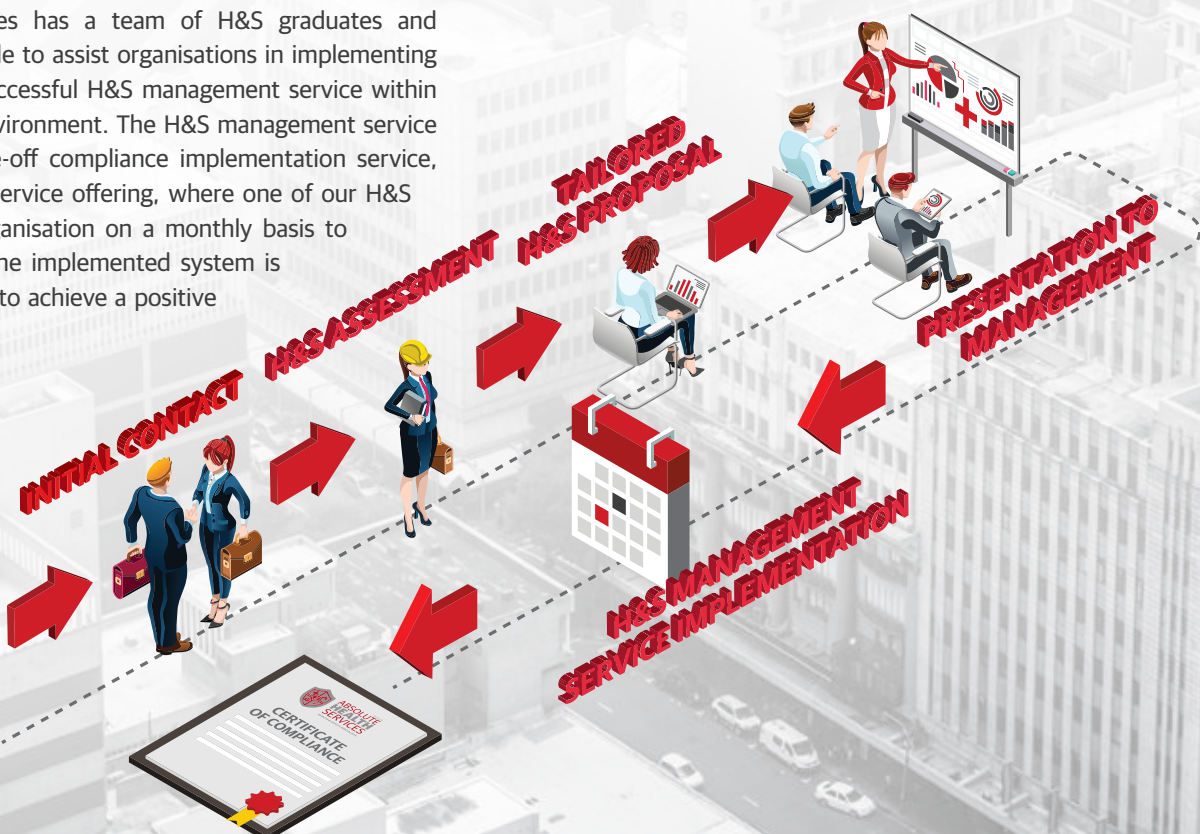 es has a team of H&S graduates and
le to assist organisations in implementing
ccessful H&S management service within
vironment. The H&S management service
e-off compliance implementation service,
ervice offering, where one of our H&S
ganisation on a monthly basis to
he implemented system is
to achieve a positive
INITIAL CONTACT
H&S ASSESSMENT
TAILORED
H&S PROPOSAL
PRESENTATION TO
MANAGEMENT
H&S MANAGEMENT
SERVICE IMPLEMENTATION
ABSOLUTE
HEALTH
SERVICES
CERTIFICATE
OF COMPLIANCE